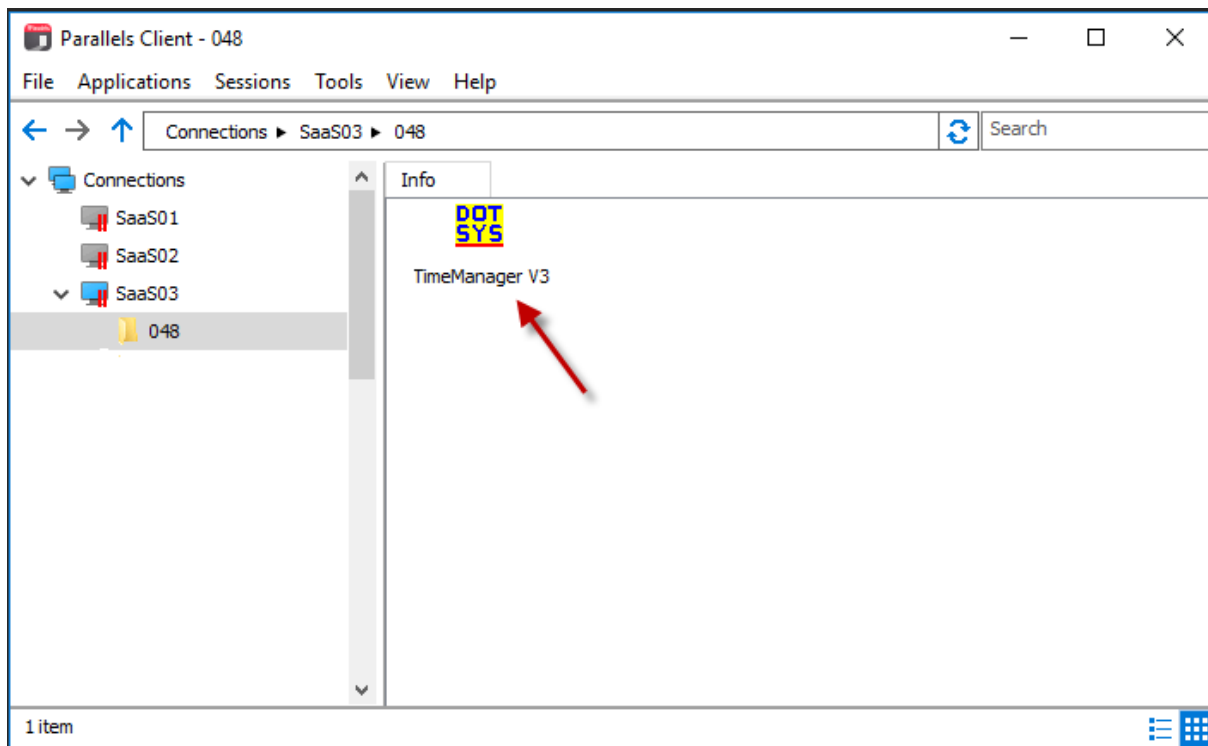 Parallels Client - 048
File Applications Sessions Tools View Help
Connections SaaS03 048
Search
Connections
SaaS01
SaaS02
SaaS03
048
Info
DOT
SYS
TimeManager V3
1 item